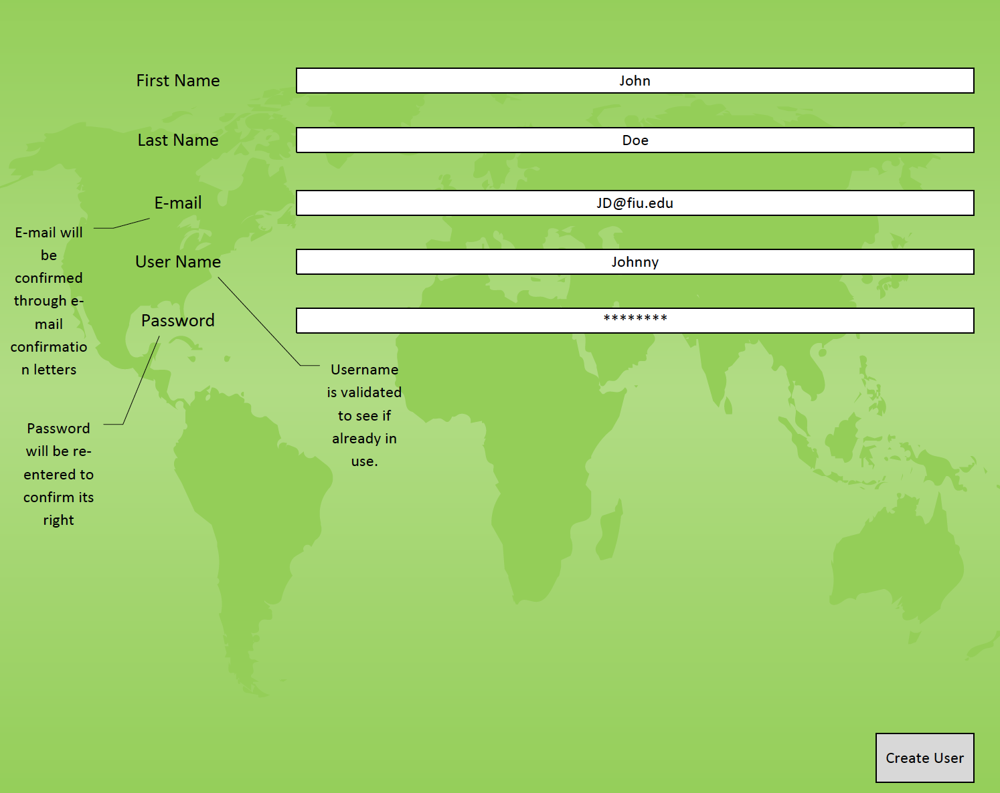 First Name
John
Last Name
Doe
E-mail
JD@fiu.edu
E-mail will
be
confirmed
through e-
mail
confirmatio
n letters
User Name
Johnny
Password
********
Username
is validated
to see if
already in
use.
Password
will be re-
entered to
confirm its
right
Create User